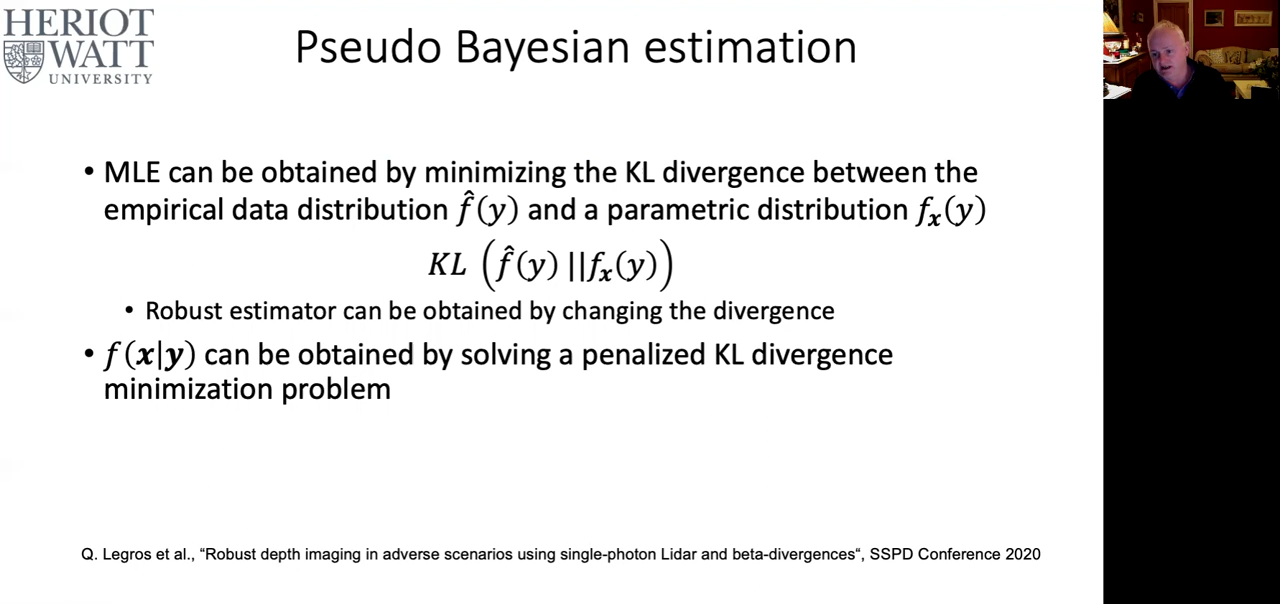 HERIOT
WATT
UNIVERSITY
Pseudo Bayesian estimation
• MLE can be obtained by minimizing the KL divergence between the
empirical data distribution f̂(y) and a parametric distribution fₓ(y)
KL (f̂(y) ||fₓ(y))
• Robust estimator can be obtained by changing the divergence
• f(x|y) can be obtained by solving a penalized KL divergence
minimization problem
Q. Legros et al., “Robust depth imaging in adverse scenarios using single-photon Lidar and beta-divergences“, SSPD Conference 2020